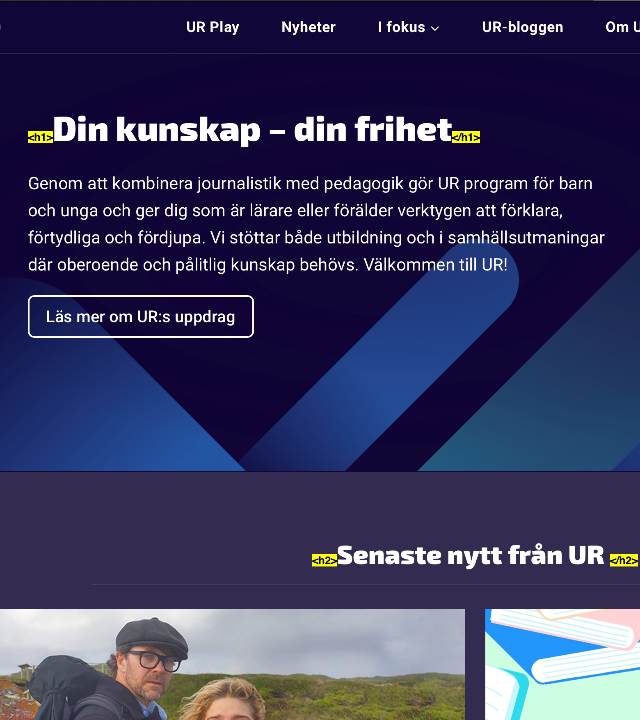 UR Play Nyheter I fokus UR-bloggen Om U
<h1>Din kunskap – din frihet</h1>
Genom att kombinera journalistik med pedagogik gör UR program för barn
och unga och ger dig som är lärare eller förälder verktygen att förklara,
förtydliga och fördjupa. Vi stöttar både utbildning och i samhällsutmaningar
där oberoende och pålitlig kunskap behövs. Välkommen till UR!
Läs mer om UR:s uppdrag
<h2>Senaste nytt från UR </h2>